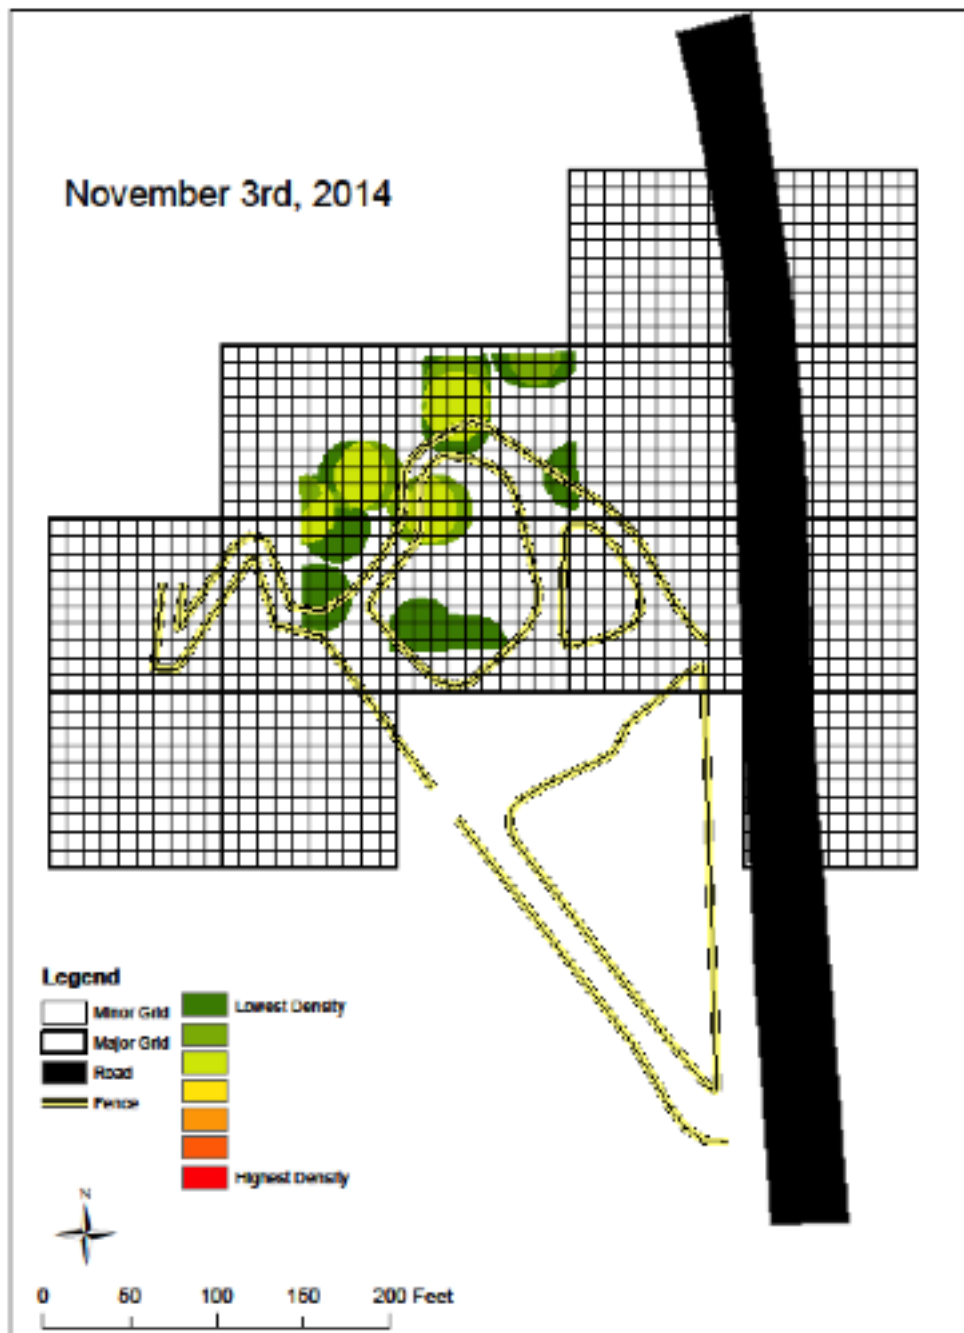 November 3rd, 2014
Legend
Minor Grid
Major Grid
Road
Fence
Lowest Density
Highest Density
N
0 50 100 150 200 Feet